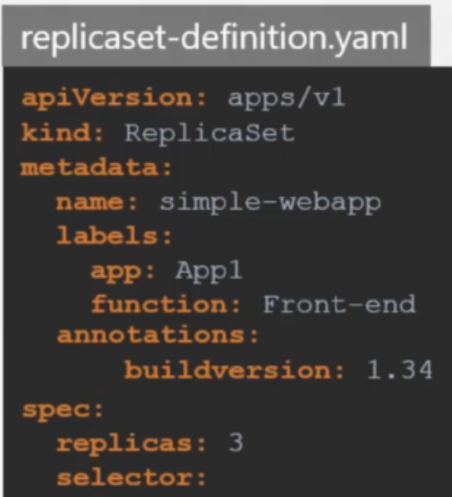 replicaset-definition.yaml
apiVersion: apps/v1
kind: ReplicaSet
metadata:
  name: simple-webapp
  labels:
    app: App1
    function: Front-end
  annotations:
      buildversion: 1.34
spec:
  replicas: 3
  selector: